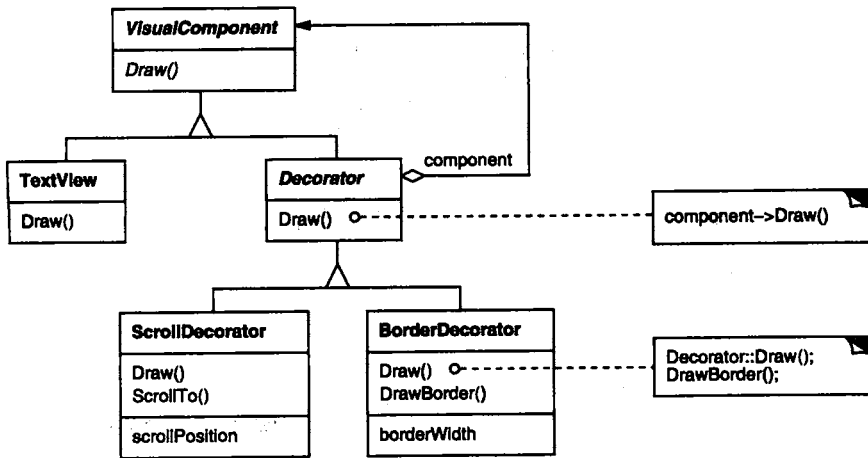 VisualComponent
Draw()
TextView
Draw()
Decorator
Draw()
component
component->Draw()
ScrollDecorator
Draw()
ScrollTo()
scrollPosition
BorderDecorator
Draw()
DrawBorder()
borderWidth
Decorator::Draw();
DrawBorder();